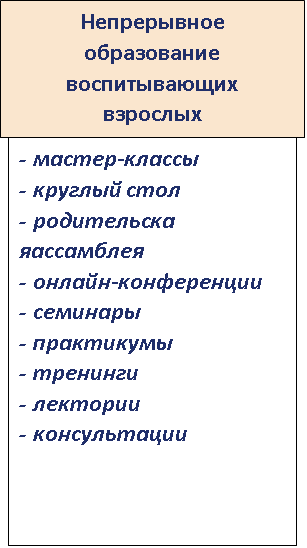 Непрерывное
образование
воспитывающих
взрослых
- мастер-классы
- круглый стол
- родительска
яассамблея
- онлайн-конференции
- семинары
- практикумы
- тренинги
- лектории
- консультации